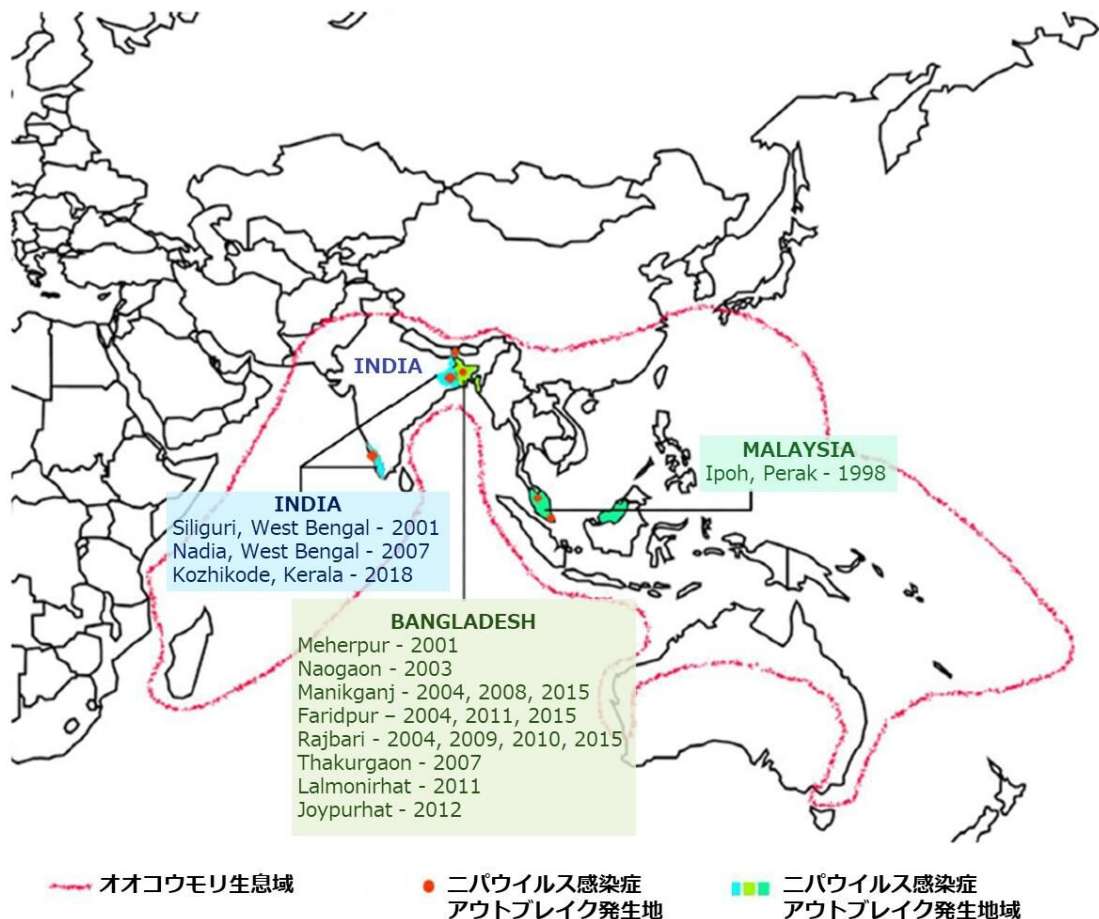 INDIA
MALAYSIA
Ipoh, Perak - 1998
INDIA
Siliguri, West Bengal - 2001
Nadia, West Bengal - 2007
Kozhikode, Kerala - 2018
BANGLADESH
Meherpur - 2001
Naogaon - 2003
Manikganj - 2004, 2008, 2015
Faridpur – 2004, 2011, 2015
Rajbari - 2004, 2009, 2010, 2015
Thakurgaon - 2007
Lalmonirhat - 2011
Joypurhat - 2012
オオコウモリ生息域
ニパウイルス感染症
アウトブレイク発生地
ニパウイルス感染症
アウトブレイク発生地域